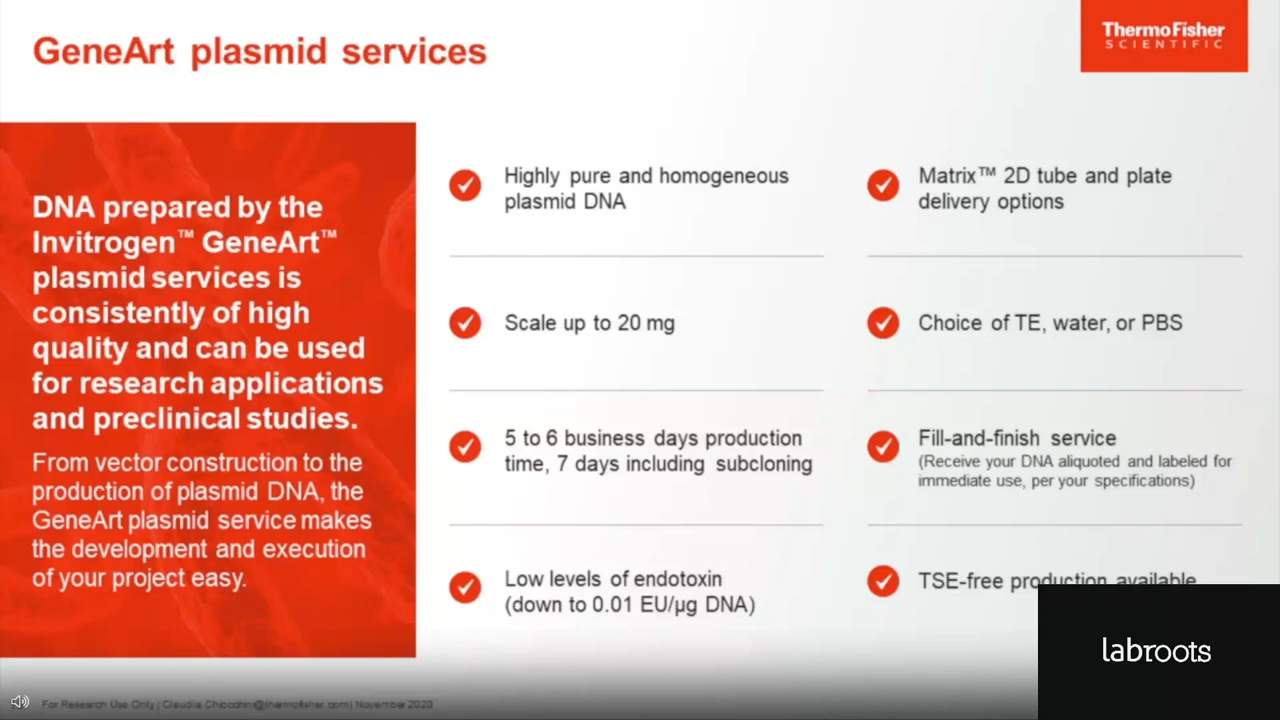 GeneArt plasmid services
ThermoFisher
SCIENTIFIC
DNA prepared by the
Invitrogen™ GeneArt™
plasmid services is
consistently of high
quality and can be used
for research applications
and preclinical studies.
From vector construction to the
production of plasmid DNA, the
GeneArt plasmid service makes
the development and execution
of your project easy.
Highly pure and homogeneous
plasmid DNA
Scale up to 20 mg
5 to 6 business days production
time, 7 days including subcloning
Low levels of endotoxin
(down to 0.01 EU/µg DNA)
Matrix™ 2D tube and plate
delivery options
Choice of TE, water, or PBS
Fill-and-finish service
(Receive your DNA aliquoted and labeled for
immediate use, per your specifications)
TSE-free production available
labroots
For Research Use Only | November 2020